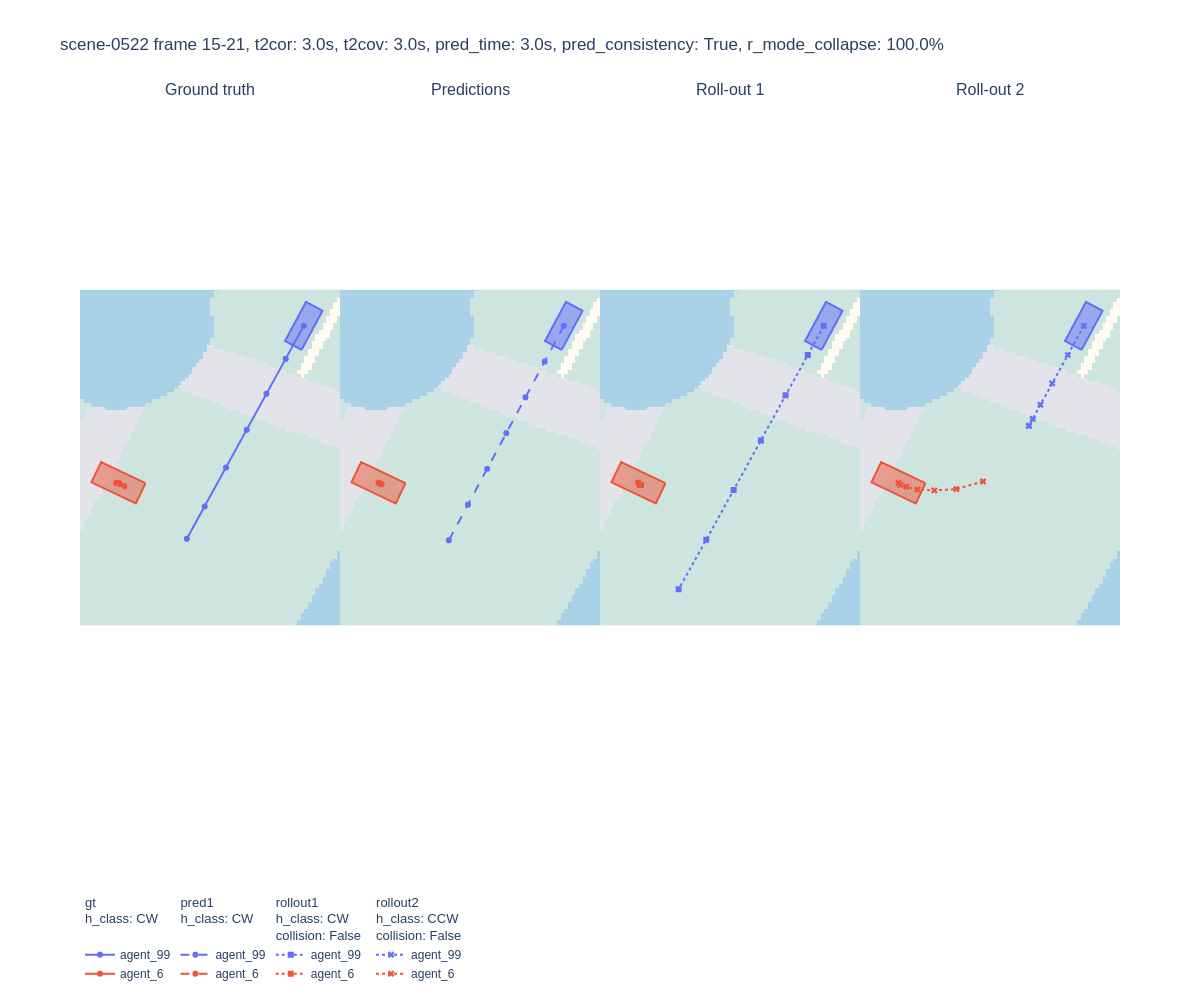 scene-0522 frame 15-21, t2cor: 3.0s, t2cov: 3.0s, pred_time: 3.0s, pred_consistency: True, r_mode_collapse: 100.0%
Ground truth
Predictions
Roll-out 1
Roll-out 2
gt
h_class: CW
agent_99
agent_6
pred1
h_class: CW
agent_99
agent_6
rollout1
h_class: CW
collision: False
agent_99
agent_6
rollout2
h_class: CCW
collision: False
agent_99
agent_6